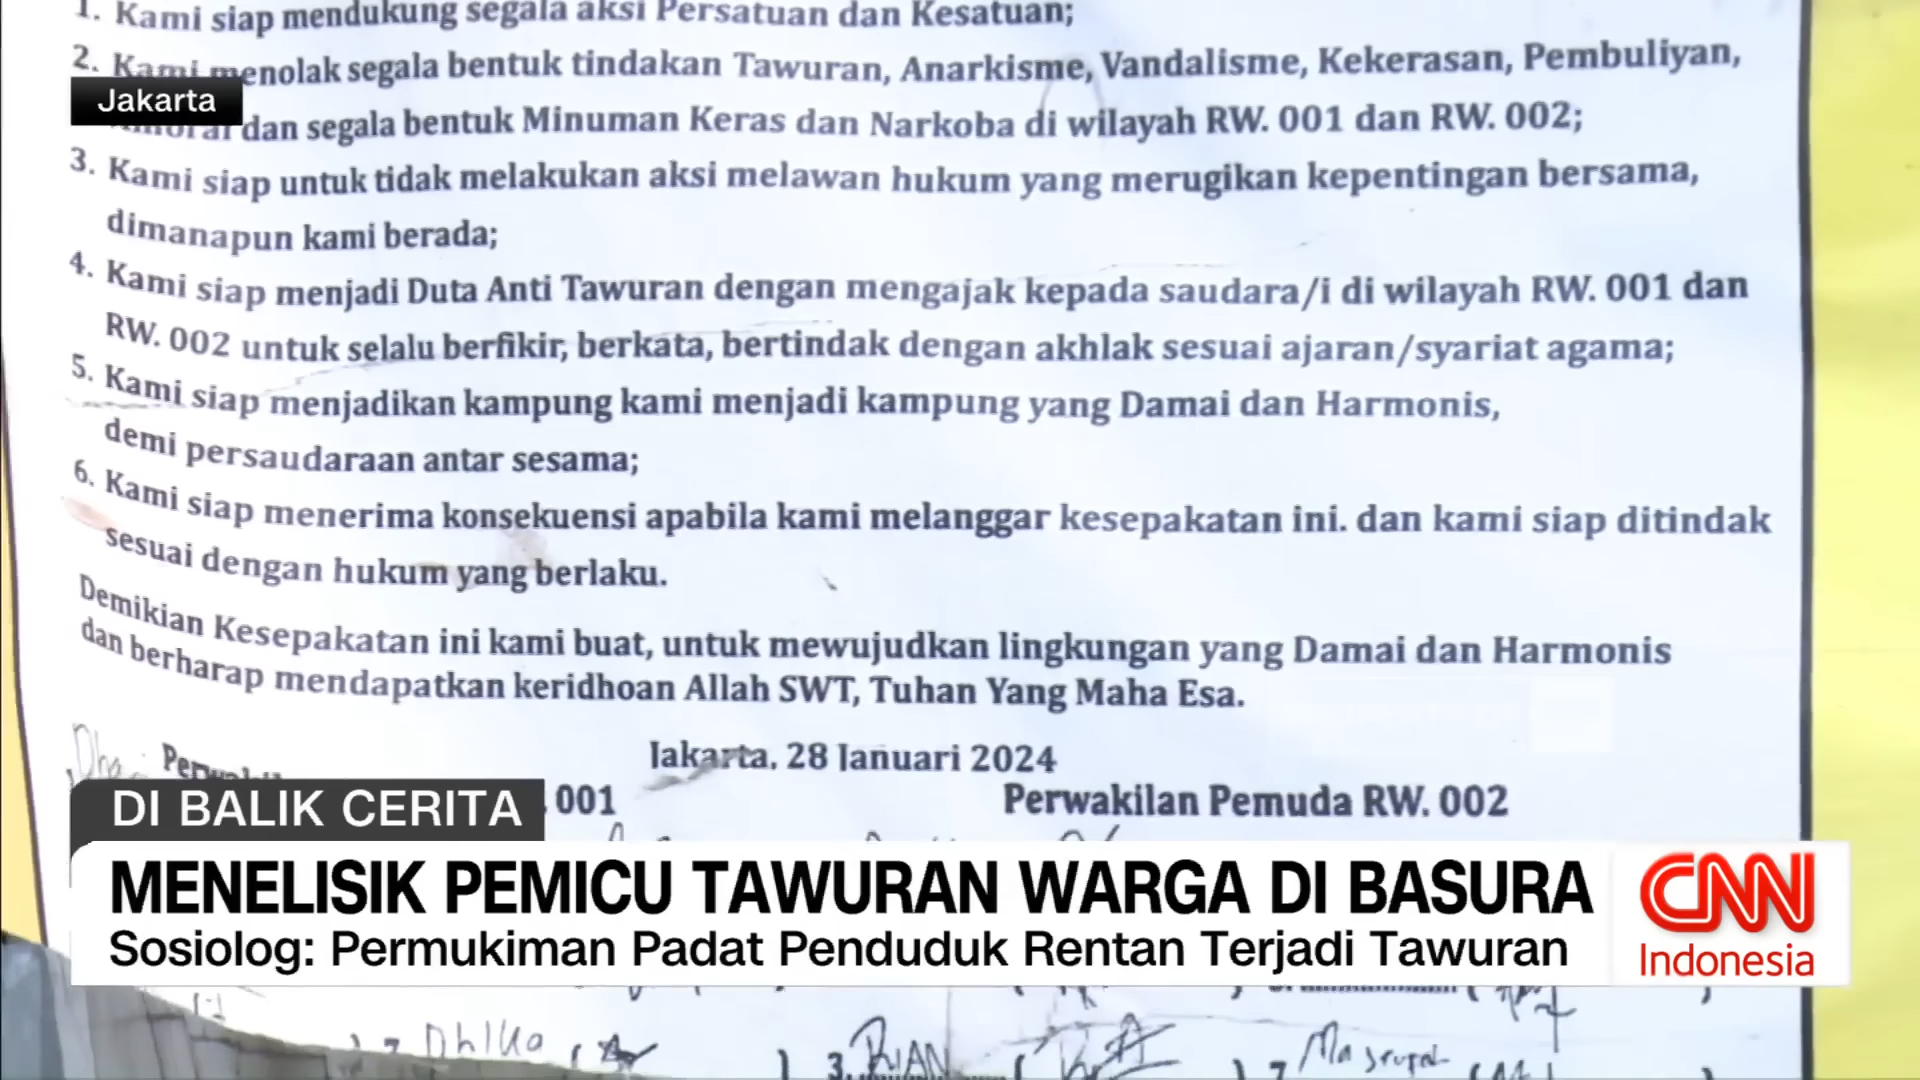 1. Kami siap mendukung segala aksi Persatuan dan Kesatuan;
2. Kami menolak segala bentuk tindakan Tawuran, Anarkisme, Vandalisme, Kekerasan, Pembuliyan,
Jakarta
dan segala bentuk Minuman Keras dan Narkoba di wilayah RW. 001 dan RW. 002;
3. Kami siap untuk tidak melakukan aksi melawan hukum yang merugikan kepentingan bersama,
dimanapun kami berada;
4. Kami siap menjadi Duta Anti Tawuran dengan mengajak kepada saudara/i di wilayah RW. 001 dan
RW. 002 untuk selalu berfikir, berkata, bertindak dengan akhlak sesuai ajaran/syariat agama;
5. Kami siap menjadikan kampung kami menjadi kampung yang Damai dan Harmonis,
demi persaudaraan antar sesama;
6. Kami siap menerima konsekuensi apabila kami melanggar kesepakatan ini. dan kami siap ditindak
sesuai dengan hukum yang berlaku.
Demikian Kesepakatan ini kami buat, untuk mewujudkan lingkungan yang Damai dan Harmonis
dan berharap mendapatkan keridhoan Allah SWT, Tuhan Yang Maha Esa.
Jakarta, 28 Januari 2024
001 Perwakilan Pemuda RW. 002
DI BALIK CERITA
MENELISIK PEMICU TAWURAN WARGA DI BASURA
Sosiolog: Permukiman Padat Penduduk Rentan Terjadi Tawuran
CNN
Indonesia
Dhika 3. RIAN